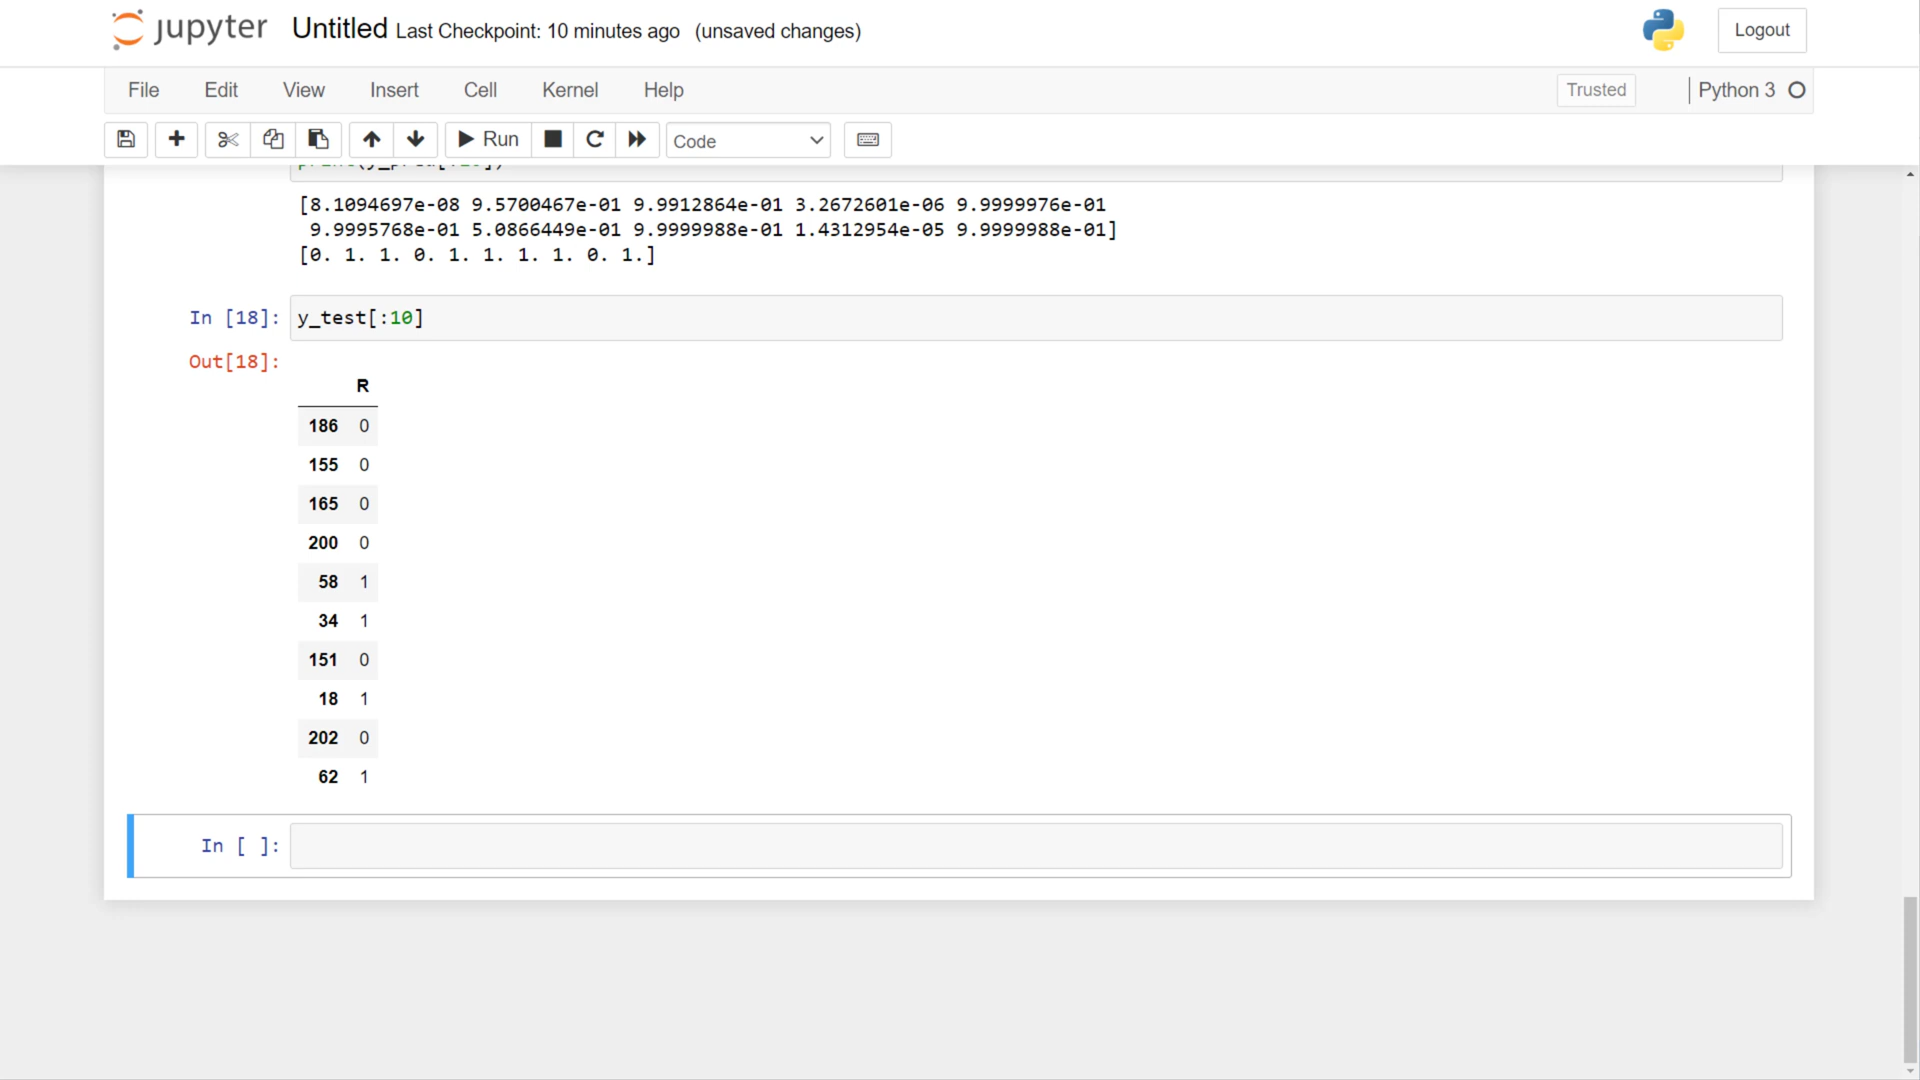 jupyter Untitled Last Checkpoint: 10 minutes ago (unsaved changes) Logout
File Edit View Insert Cell Kernel Help Trusted Python 3
Run Code
[8.1094697e-08 9.5700467e-01 9.9912864e-01 3.2672601e-06 9.9999976e-01
9.9995768e-01 5.0866449e-01 9.9999988e-01 1.4312954e-05 9.9999988e-01]
[0. 1. 1. 0. 1. 1. 1. 1. 0. 1.]
In [18]: y_test[:10]
Out[18]:
R
186 0
155 0
165 0
200 0
58 1
34 1
151 0
18 1
202 0
62 1
In [ ]: